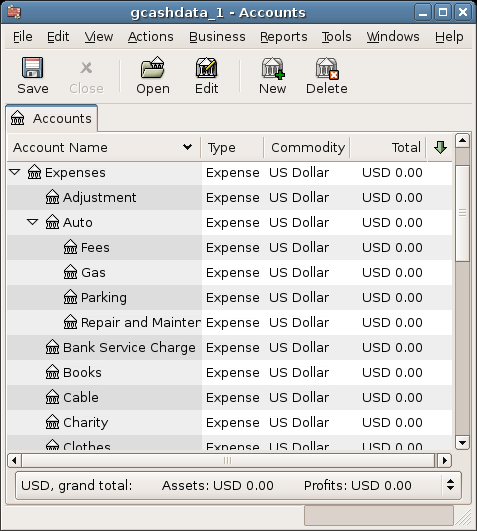 gcashdata_1 - Accounts
File Edit View Actions Business Reports Tools Windows Help
Save Close Open Edit New Delete
Accounts
Account Name Type Commodity Total
Expenses Expense US Dollar USD 0.00
Adjustment Expense US Dollar USD 0.00
Auto Expense US Dollar USD 0.00
Fees Expense US Dollar USD 0.00
Gas Expense US Dollar USD 0.00
Parking Expense US Dollar USD 0.00
Repair and Mainter Expense US Dollar USD 0.00
Bank Service Charge Expense US Dollar USD 0.00
Books Expense US Dollar USD 0.00
Cable Expense US Dollar USD 0.00
Charity Expense US Dollar USD 0.00
Clothes Expense US Dollar USD 0.00
USD, grand total: Assets: USD 0.00 Profits: USD 0.00